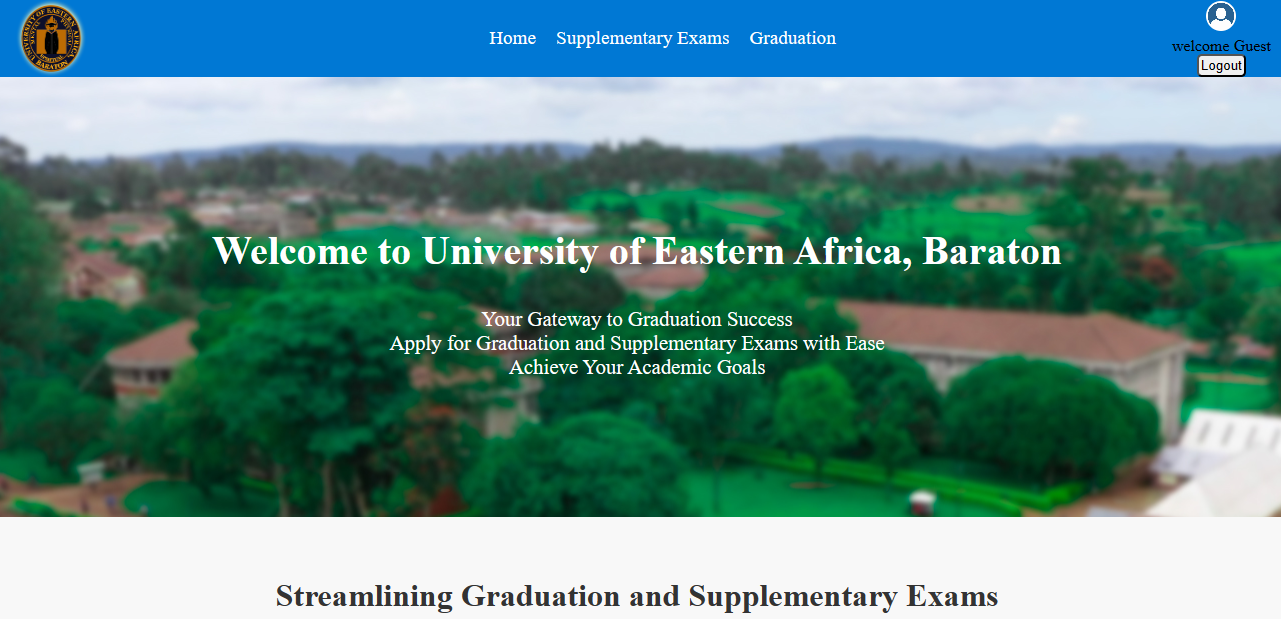 UNIVERSITY OF EASTERN AFRICA
BARATON
Home Supplementary Exams Graduation
welcome Guest
Logout
Welcome to University of Eastern Africa, Baraton
Your Gateway to Graduation Success
Apply for Graduation and Supplementary Exams with Ease
Achieve Your Academic Goals
Streamlining Graduation and Supplementary Exams